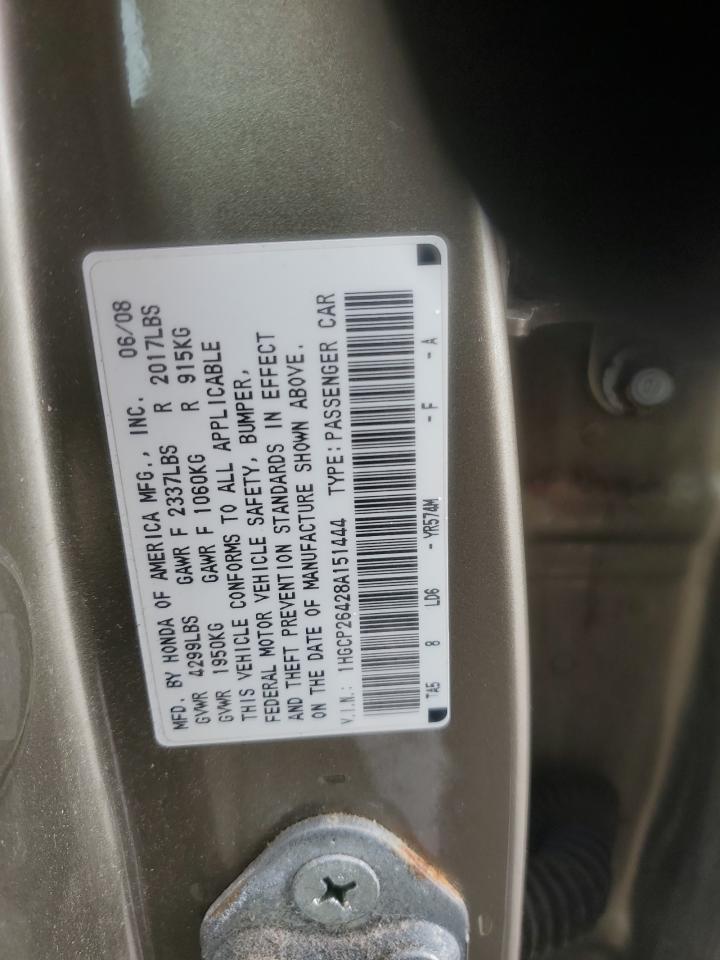 MFD. BY HONDA OF AMERICA MFG., INC. 06/08
GVWR 4299LBS GAWR F 2337LBS R 2017LBS
GVWR 1950KG GAWR F 1060KG R 915KG
THIS VEHICLE CONFORMS TO ALL APPLICABLE
FEDERAL MOTOR VEHICLE SAFETY, BUMPER,
AND THEFT PREVENTION STANDARDS IN EFFECT
ON THE DATE OF MANUFACTURE SHOWN ABOVE.
V.I.N.: 1HGCP26428A151444 TYPE: PASSENGER CAR
TA5 8 LD6 - YR574M - F - A